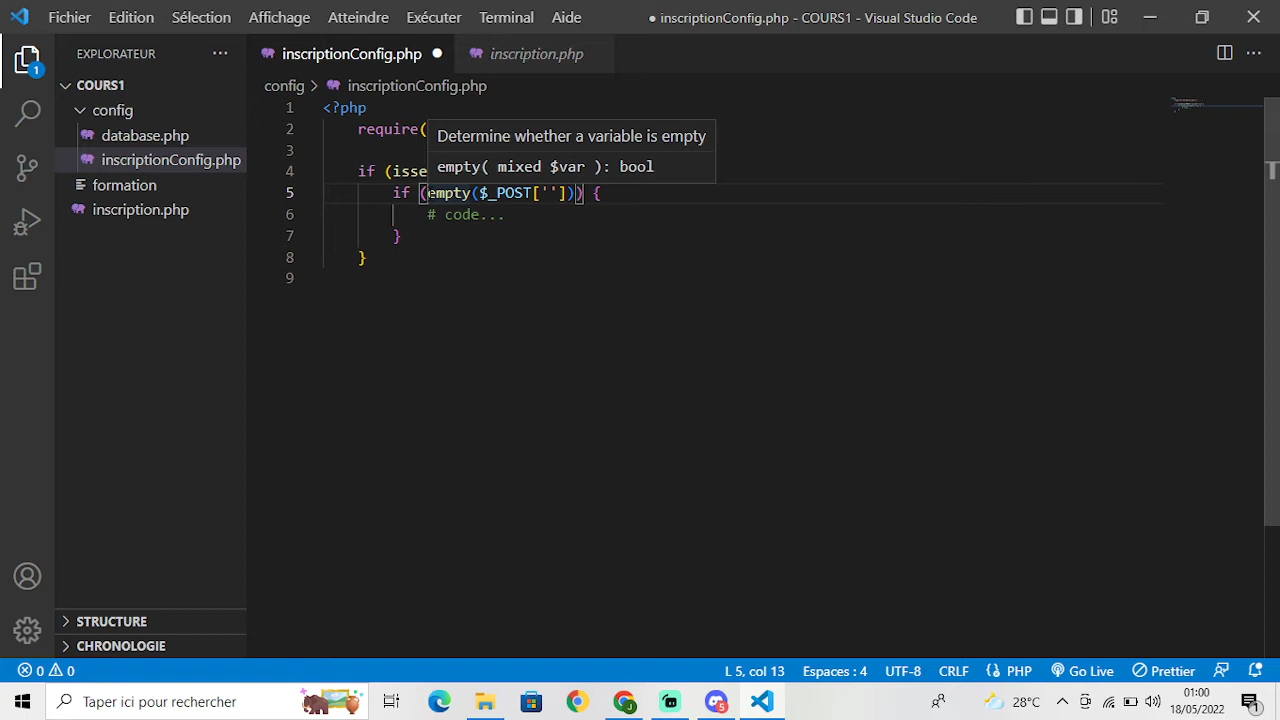 Fichier Edition Sélection Affichage Atteindre Exécuter Terminal Aide ● inscriptionConfig.php - COURS1 - Visual Studio Code
EXPLORATEUR ···
inscriptionConfig.php
inscription.php
1
COURS1
config
database.php
inscriptionConfig.php
formation
inscription.php
config > inscriptionConfig.php
1 <?php
2 require(
3
4 if (isse
5 if (empty($_POST[''])) {
6 # code...
7 }
8 }
9
Determine whether a variable is empty
empty( mixed $var ): bool
STRUCTURE
CHRONOLOGIE
0 0
L 5, col 13 Espaces : 4 UTF-8 CRLF PHP Go Live Prettier
Taper ici pour rechercher
J
5
28°C
01:00
18/05/2022
1